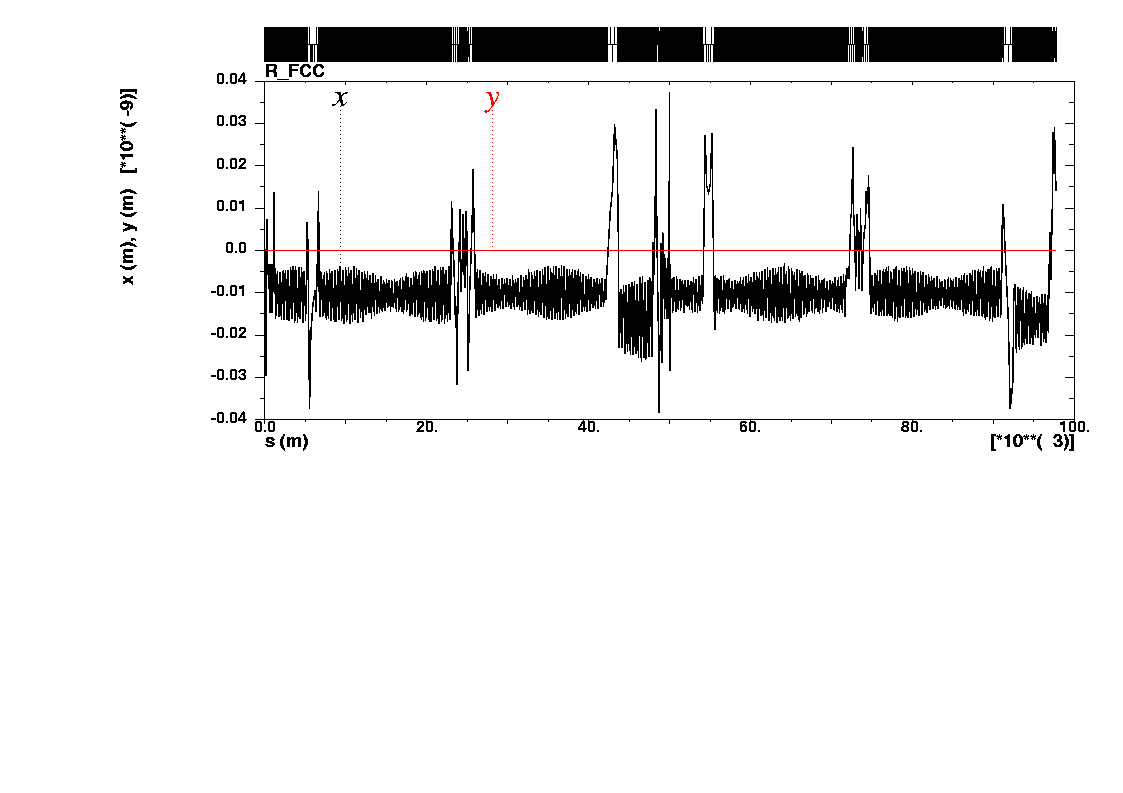 R_FCC
x (m), y (m) [*10**( -9)]
0.04
0.03
0.02
0.01
0.0
-0.01
-0.02
-0.03
-0.04
x
y
0.0 20. 40. 60. 80. 100.
s (m) [*10**( 3)]